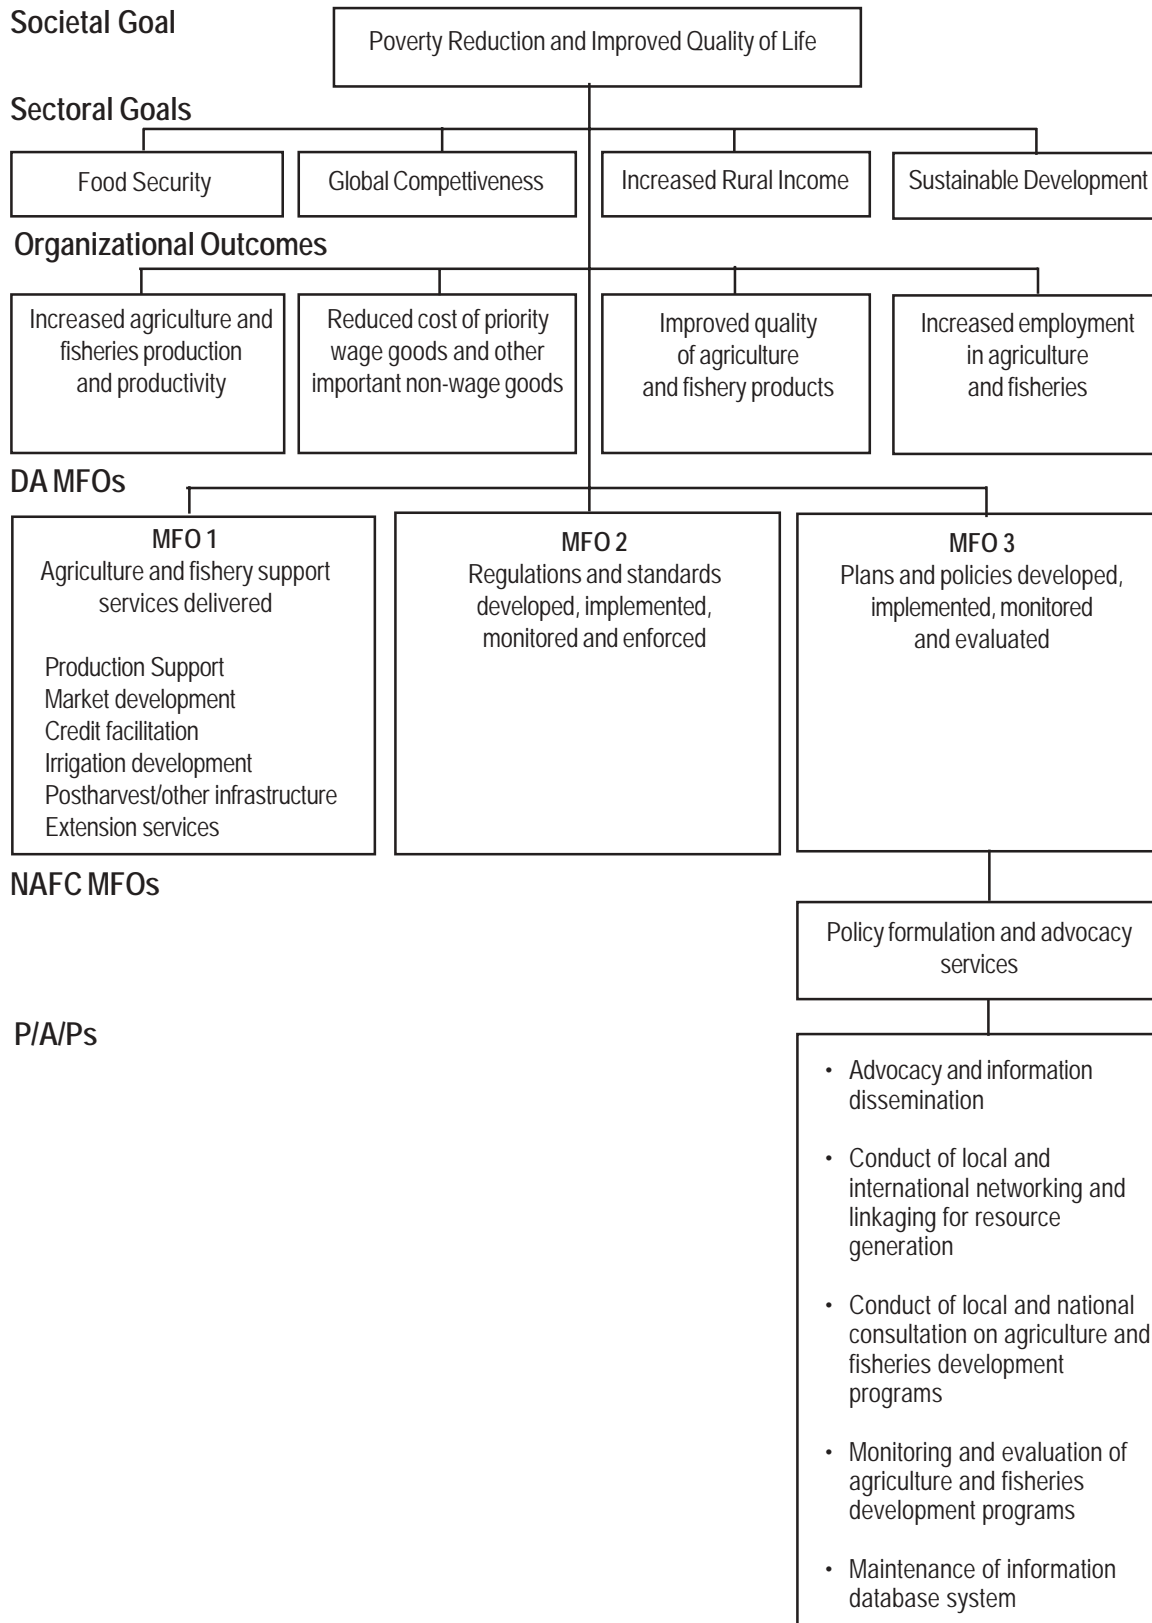 Societal Goal
Poverty Reduction and Improved Quality of Life
Sectoral Goals
Food Security
Global Compettiveness
Increased Rural Income
Sustainable Development
Organizational Outcomes
Increased agriculture and
fisheries production
and productivity
Reduced cost of priority
wage goods and other
important non-wage goods
Improved quality
of agriculture
and fishery products
Increased employment
in agriculture
and fisheries
DA MFOs
MFO 1
Agriculture and fishery support
services delivered
Production Support
Market development
Credit facilitation
Irrigation development
Postharvest/other infrastructure
Extension services
MFO 2
Regulations and standards
developed, implemented,
monitored and enforced
MFO 3
Plans and policies developed,
implemented, monitored
and evaluated
NAFC MFOs
Policy formulation and advocacy
services
P/A/Ps
• Advocacy and information
dissemination
• Conduct of local and
international networking and
linkaging for resource
generation
• Conduct of local and national
consultation on agriculture and
fisheries development
programs
• Monitoring and evaluation of
agriculture and fisheries
development programs
• Maintenance of information
database system